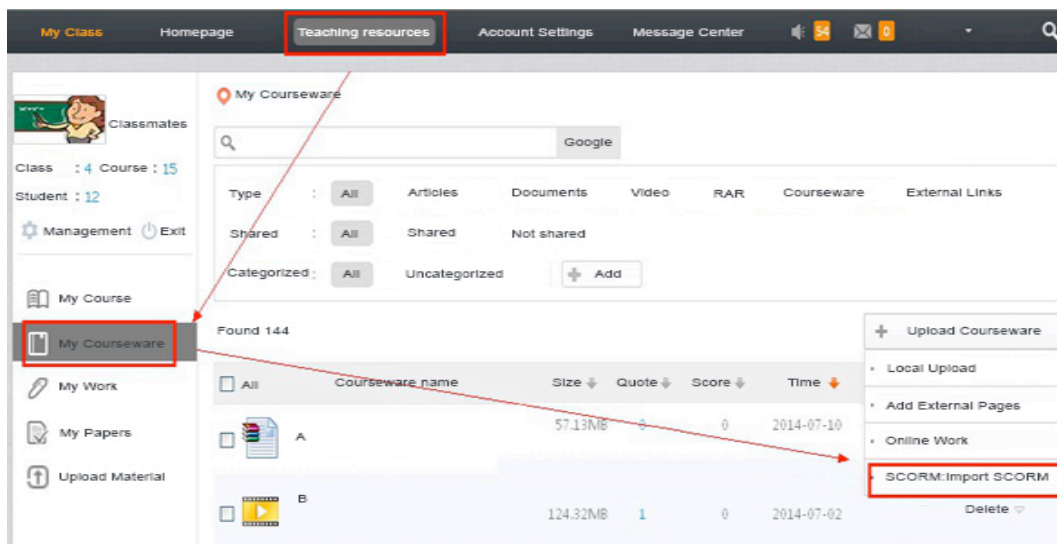 My Class Homepage Teaching resources Account Settings Message Center 54 0
My Courseware
Classmates
Google
Class : 4 Course : 15
Student : 12
Type : All Articles Documents Video RAR Courseware External Links
Management Exit
Shared : All Shared Not shared
Categorized : All Uncategorized Add
My Course
Found 144
Upload Courseware
My Courseware
Local Upload
All Courseware name Size Quote Score Time
My Work
Add External Pages
A 57.13MB 0 0 2014-07-10
My Papers
Online Work
Upload Material
SCORM:Import SCORM
B 124.32MB 1 0 2014-07-02
Delete